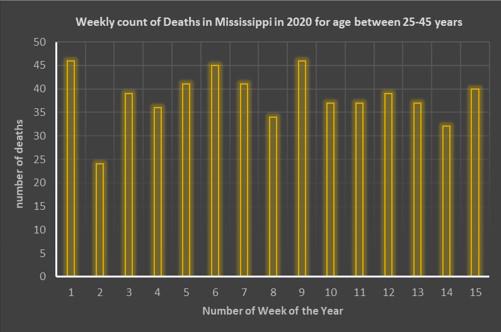 Weekly count of Deaths in Mississippi in 2020 for age between 25-45 years
50
45
40
35
30
25
20
15
10
5
0
number of deaths
1 2 3 4 5 6 7 8 9 10 11 12 13 14 15
Number of Week of the Year